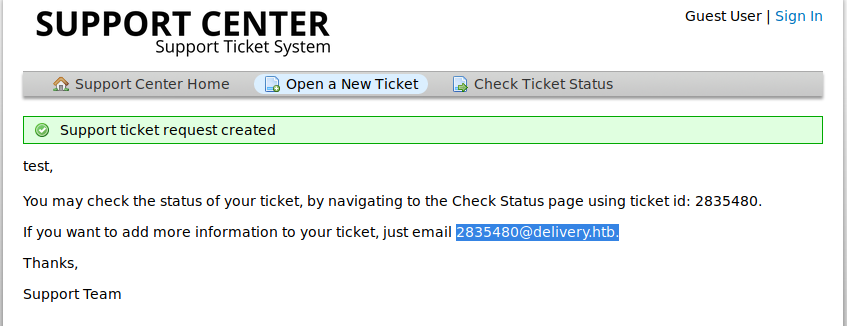 SUPPORT CENTER
Support Ticket System
Guest User | Sign In
Support Center Home Open a New Ticket Check Ticket Status
Support ticket request created
test,
You may check the status of your ticket, by navigating to the Check Status page using ticket id: 2835480.
If you want to add more information to your ticket, just email 2835480@delivery.htb.
Thanks,
Support Team